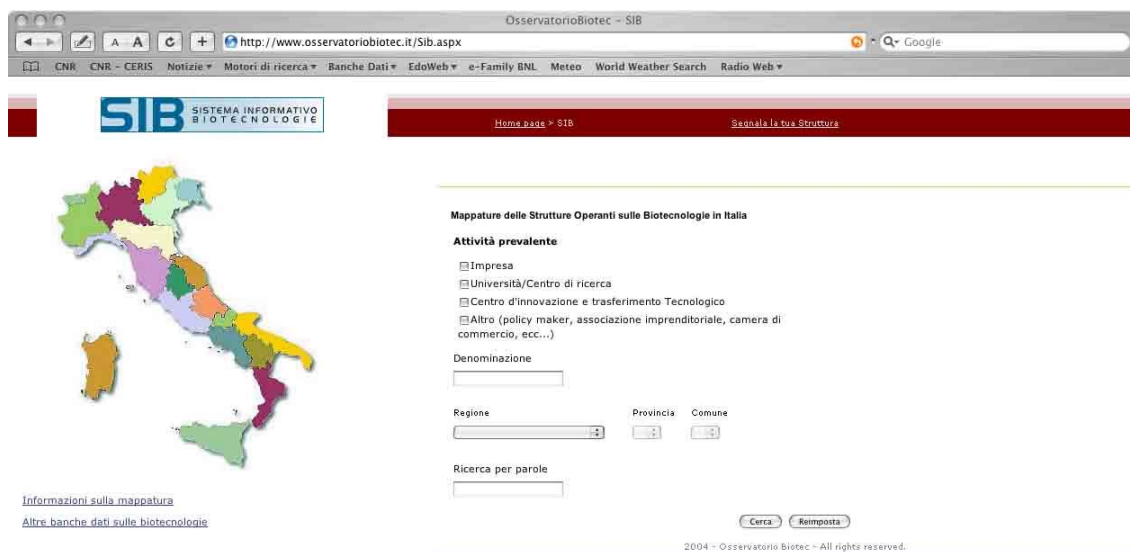 OsservatorioBiotec - SIB
A A
http://www.osservatoriobiotec.it/Sib.aspx
Google
CNR CNR - CERIS Notizie Motori di ricerca Banche Dati EdoWeb e-Family BNL Meteo World Weather Search Radio Web
SIB SISTEMA INFORMATIVO
BIOTECNOLOGIE
Home page > SIB
Segnala la tua Struttura
Mappature delle Strutture Operanti sulle Biotecnologie in Italia
Attività prevalente
Impresa
Università/Centro di ricerca
Centro d'innovazione e trasferimento Tecnologico
Altro (policy maker, associazione imprenditoriale, camera di
commercio, ecc...)
Denominazione
Regione Provincia Comune
Ricerca per parole
Informazioni sulla mappatura
Altre banche dati sulle biotecnologie
Cerca Reimposta
2004 - Osservatorio Biotec - All rights reserved.